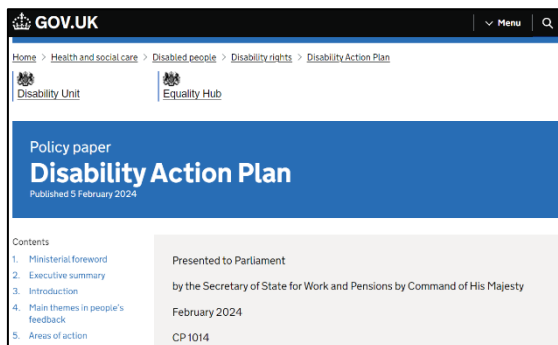 GOV.UK
Menu
Home > Health and social care > Disabled people > Disability rights > Disability Action Plan
Disability Unit
Equality Hub
Policy paper
Disability Action Plan
Published 5 February 2024
Contents
1. Ministerial foreword
2. Executive summary
3. Introduction
4. Main themes in people's
feedback
5. Areas of action
Presented to Parliament
by the Secretary of State for Work and Pensions by Command of His Majesty
February 2024
CP 1014